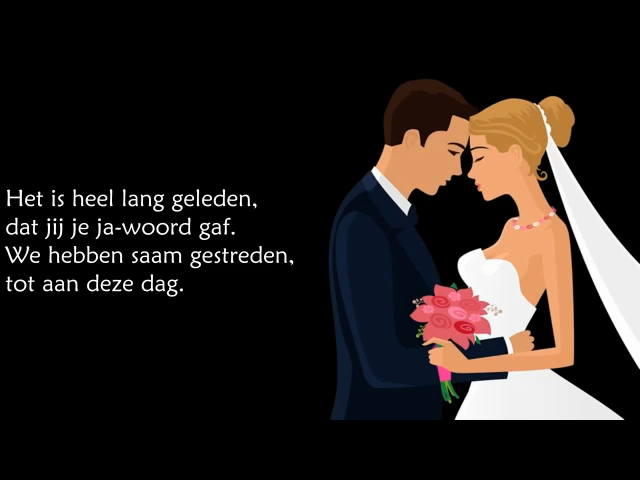 Het is heel lang geleden,
dat jij je ja-woord gaf.
We hebben saam gestreden,
tot aan deze dag.